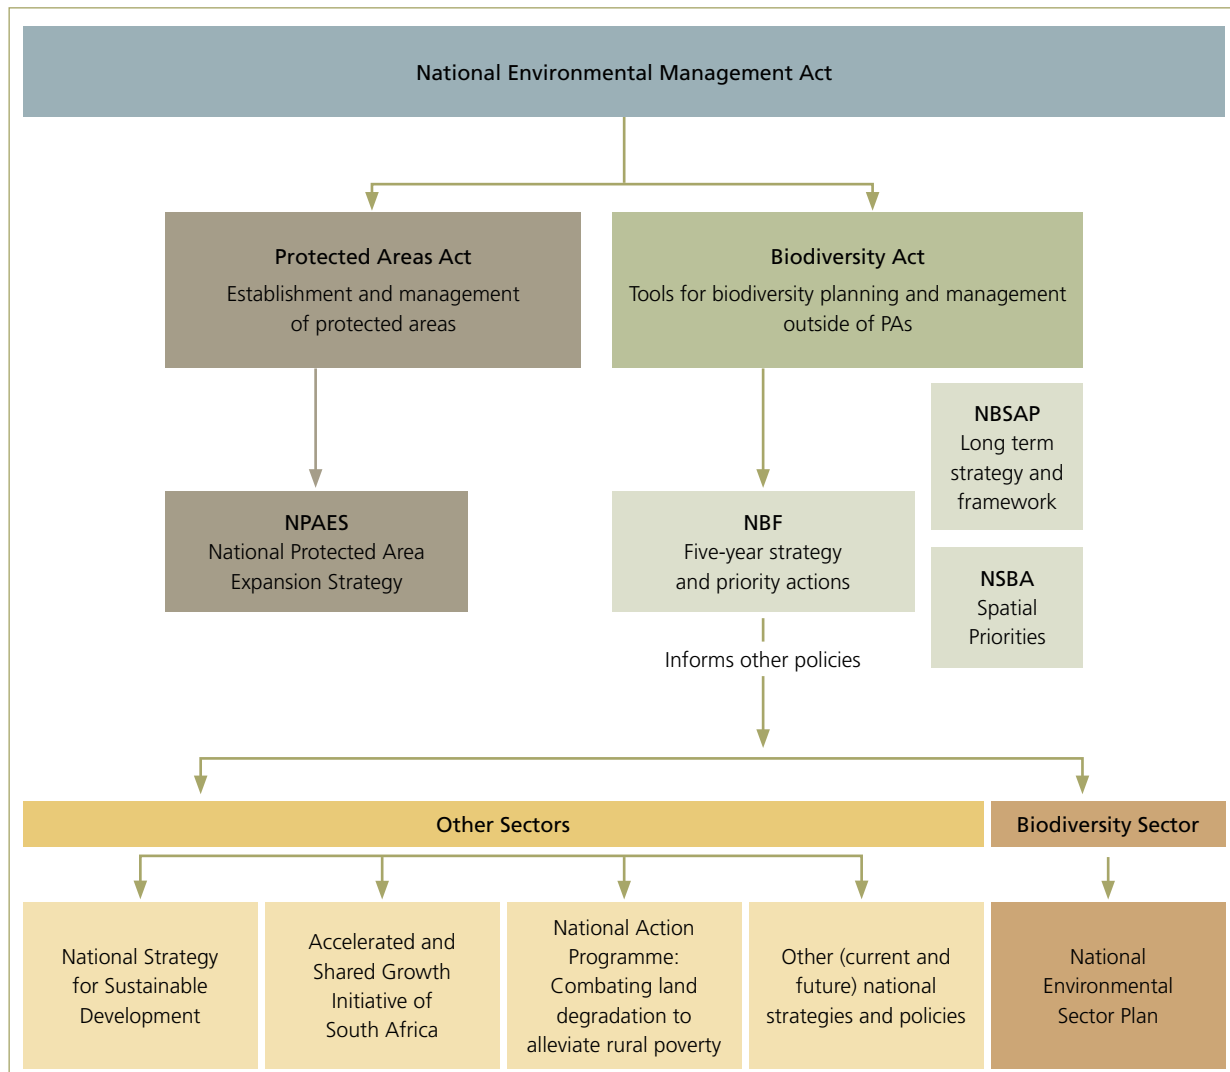 National Environmental Management Act
Protected Areas Act
Establishment and management
of protected areas
Biodiversity Act
Tools for biodiversity planning and management
outside of PAs
NBSAP
Long term
strategy and
framework
NPAES
National Protected Area
Expansion Strategy
NBF
Five-year strategy
and priority actions
NSBA
Spatial
Priorities
Informs other policies
Other Sectors
Biodiversity Sector
National Strategy
for Sustainable
Development
Accelerated and
Shared Growth
Initiative of
South Africa
National Action
Programme:
Combating land
degradation to
alleviate rural poverty
Other (current and
future) national
strategies and policies
National
Environmental
Sector Plan